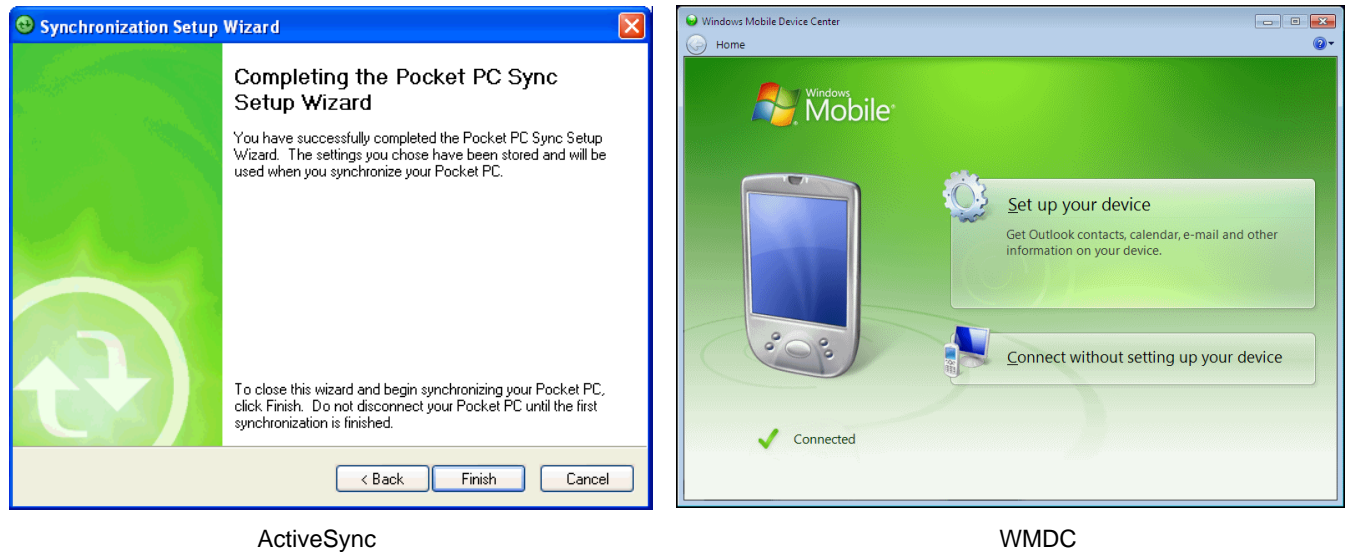 Synchronization Setup Wizard
Completing the Pocket PC Sync
Setup Wizard
You have successfully completed the Pocket PC Sync Setup
Wizard. The settings you chose have been stored and will be
used when you synchronize your Pocket PC.
To close this wizard and begin synchronizing your Pocket PC,
click Finish. Do not disconnect your Pocket PC until the first
synchronization is finished.
< Back
Finish
Cancel
ActiveSync
Windows Mobile Device Center
Home
Windows
Mobile
Set up your device
Get Outlook contacts, calendar, e-mail and other
information on your device.
Connect without setting up your device
Connected
WMDC